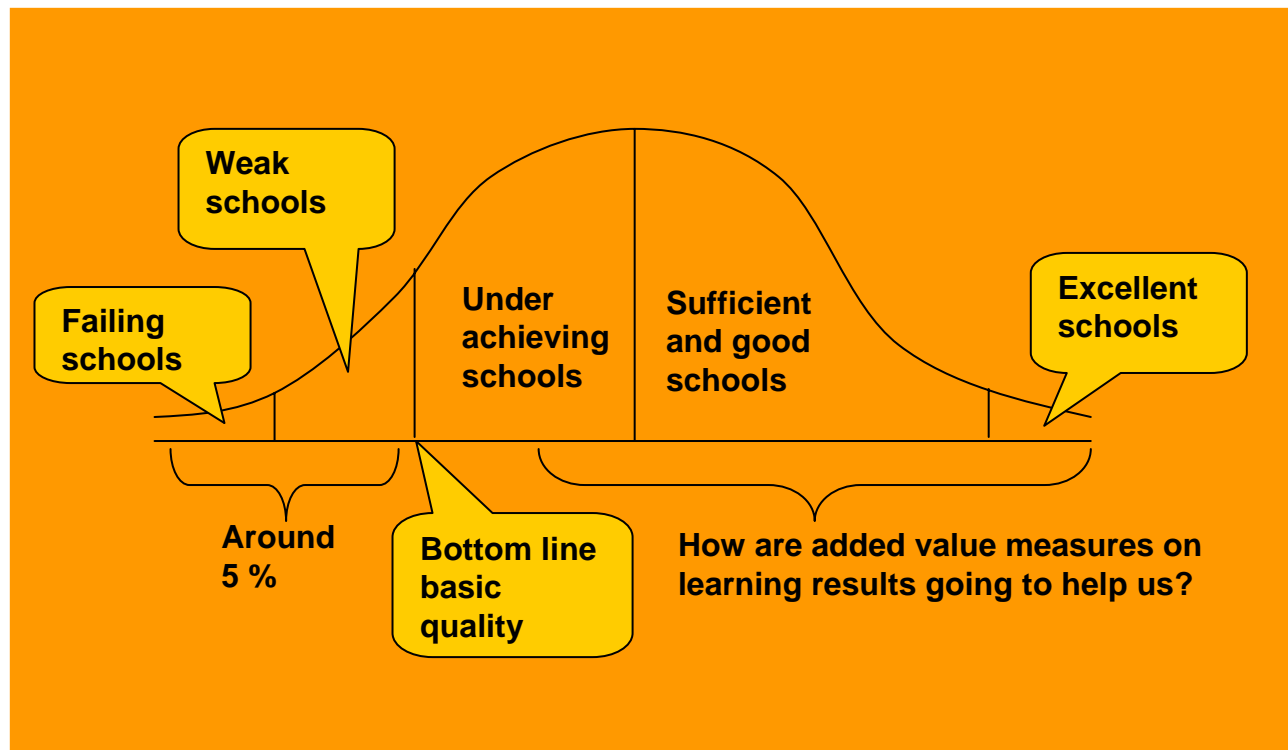 Weak
schools
Failing
schools
Under
achieving
schools
Sufficient
and good
schools
Excellent
schools
Around
5 %
Bottom line
basic
quality
How are added value measures on
learning results going to help us?